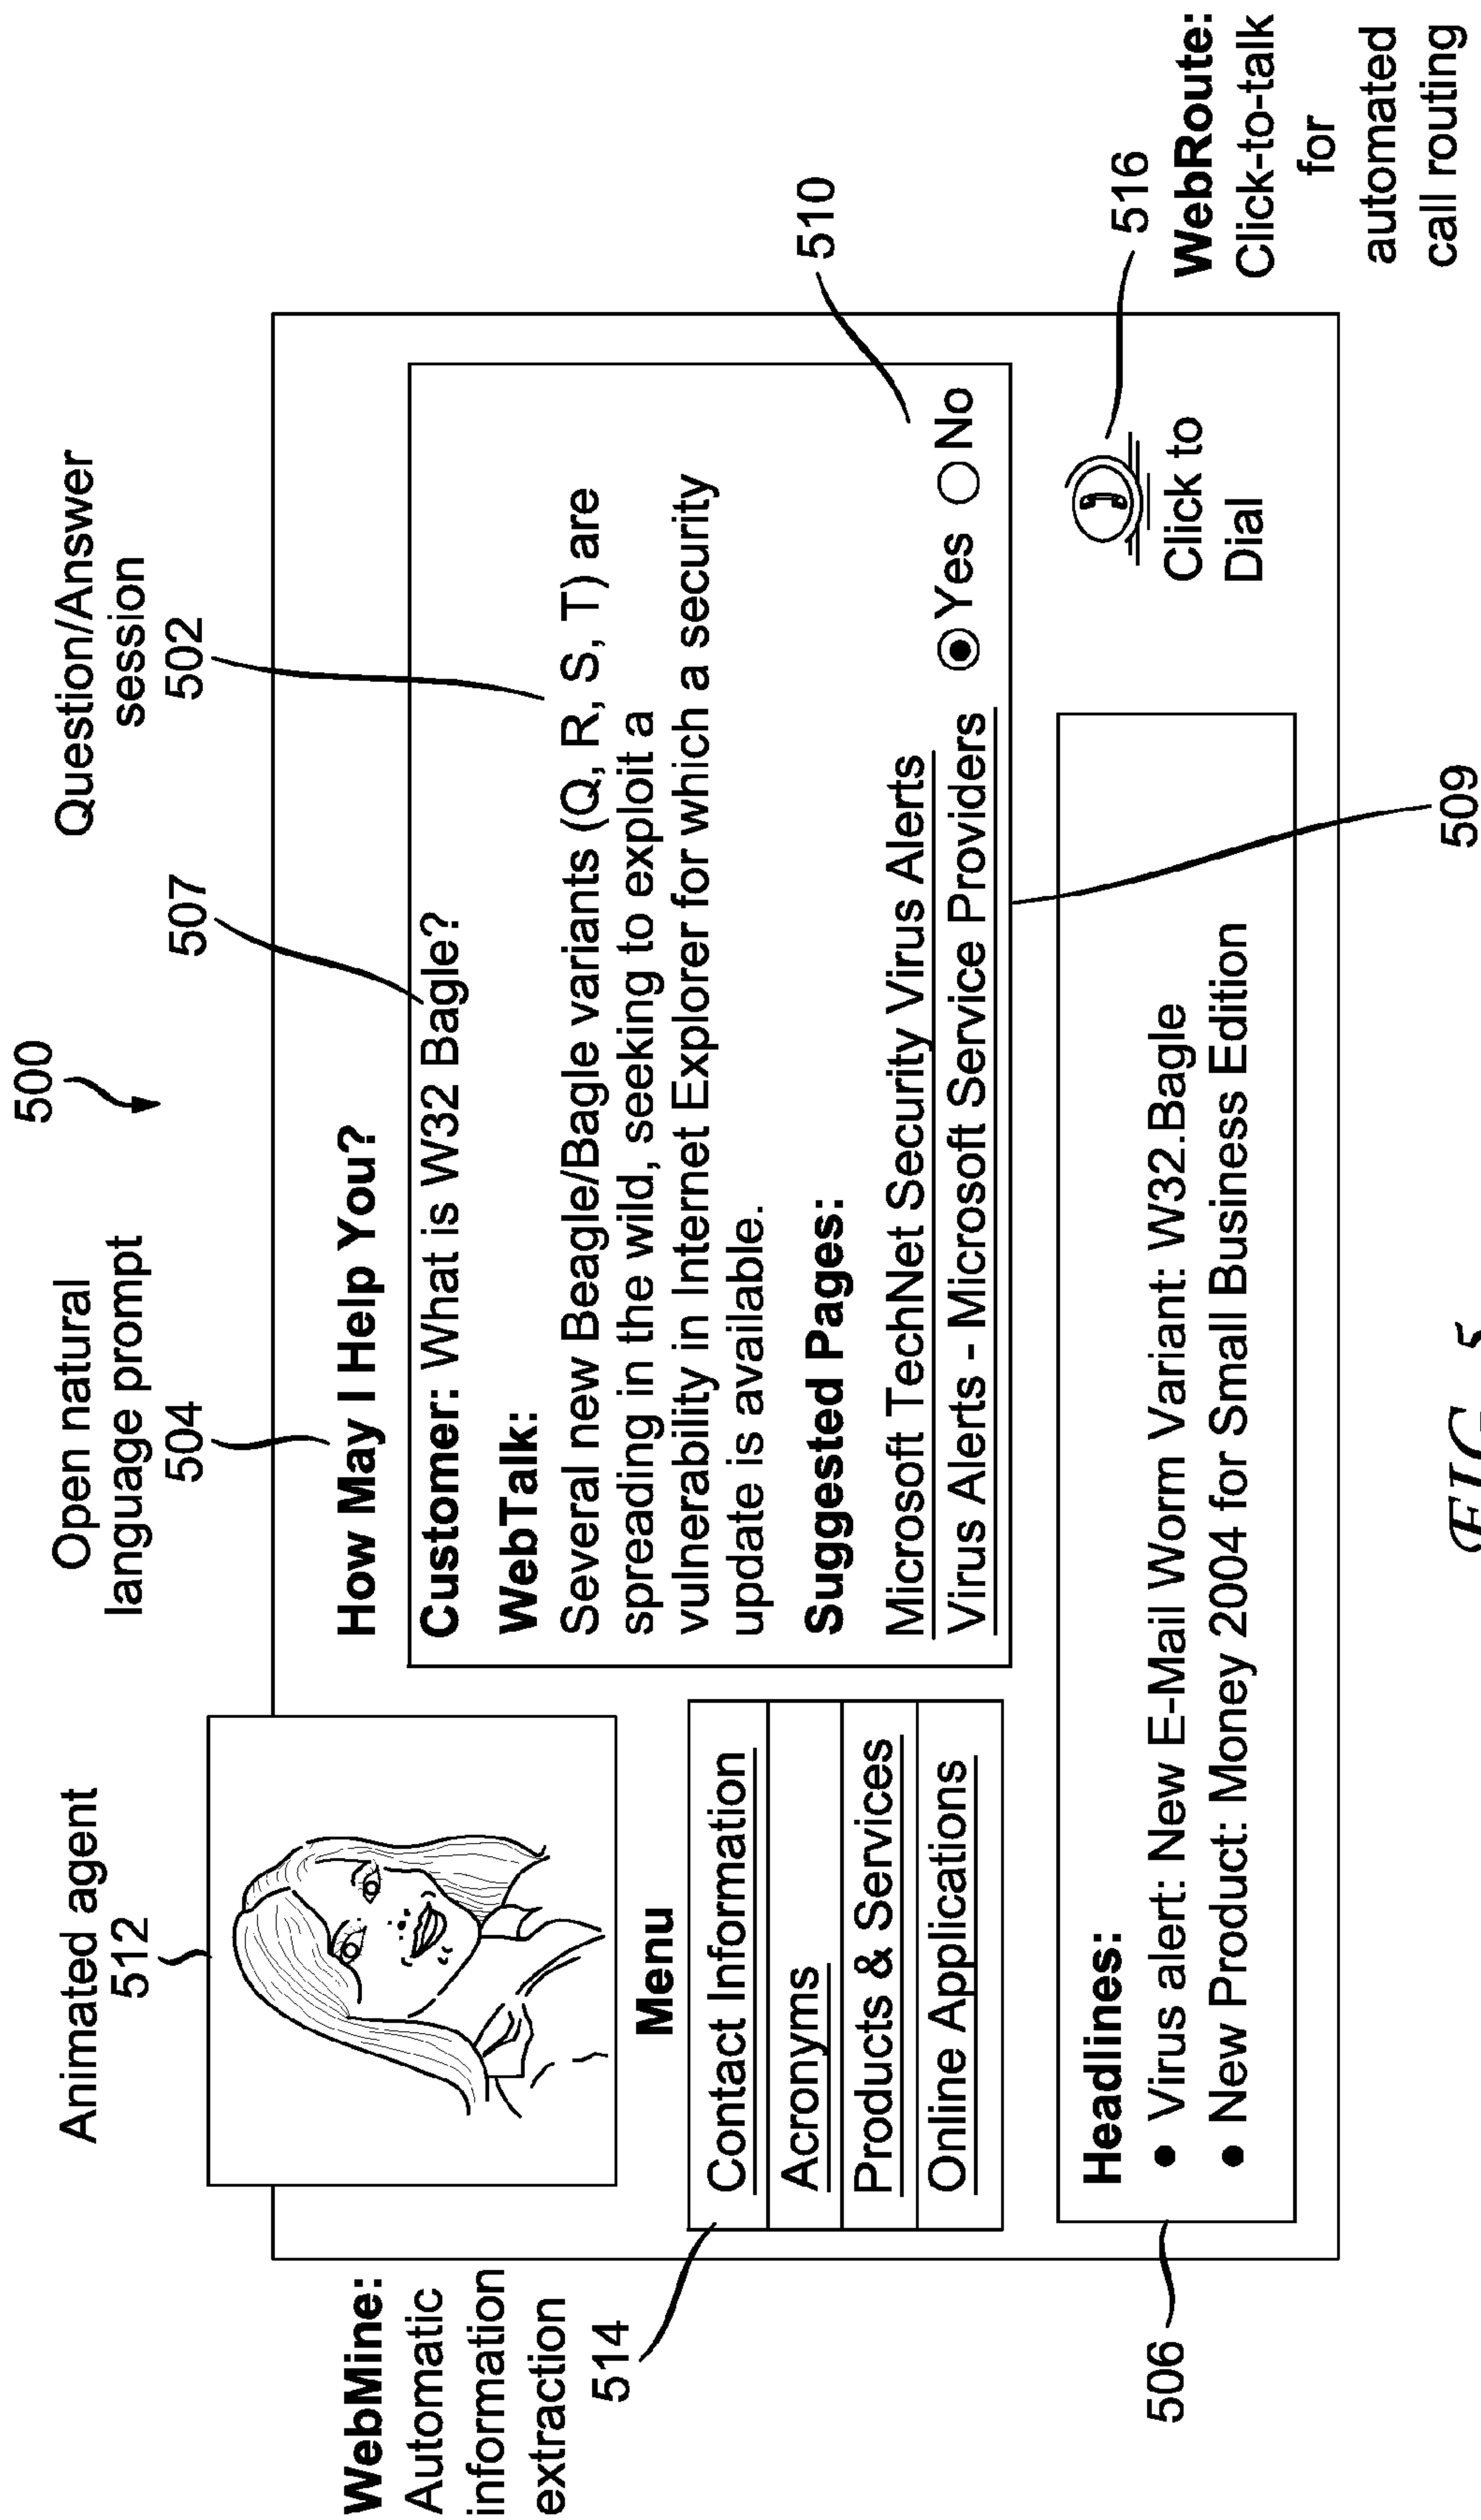 500
Animated agent
512
Open natural
language prompt
504
507
Question/Answer
session
502
WebMine:
Automatic
information
extraction
514
Menu
Contact Information
Acronyms
Products & Services
Online Applications
How May I Help You?
Customer: What is W32 Bagle?
WebTalk:
Several new Beagle/Bagle variants (Q, R, S, T) are
spreading in the wild, seeking to exploit a
vulnerability in Internet Explorer for which a security
update is available.
Suggested Pages:
Microsoft TechNet Security Virus Alerts
Virus Alerts - Microsoft Service Providers
Yes No
510
506
Headlines:
• Virus alert: New E-Mail Worm Variant: W32.Bagle
• New Product: Money 2004 for Small Business Edition
Click to
Dial
516
WebRoute:
Click-to-talk
for
automated
call routing
509